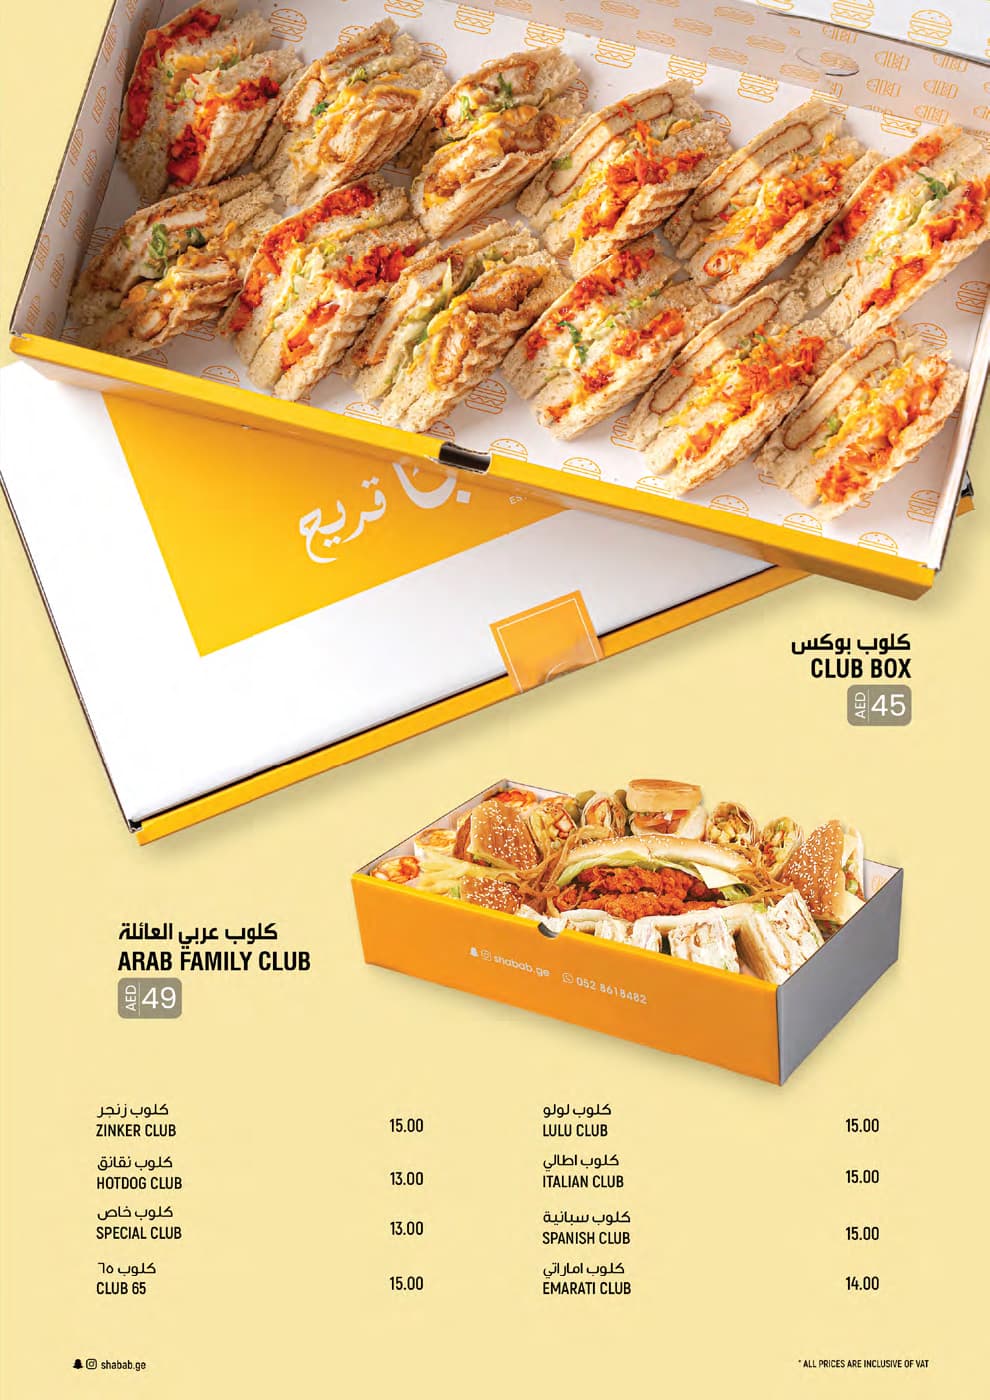 قريح
كلوب بوكس
CLUB BOX
AED 45
كلوب عربي العائلة
ARAB FAMILY CLUB
AED 49
shabab.ge 052 8618482
كلوب زنجر
ZINKER CLUB 15.00
كلوب نقانق
HOTDOG CLUB 13.00
كلوب خاص
SPECIAL CLUB 13.00
كلوب ٦٥
CLUB 65 15.00
كلوب لولو
LULU CLUB 15.00
كلوب اطالي
ITALIAN CLUB 15.00
كلوب سبانية
SPANISH CLUB 15.00
كلوب اماراتي
EMARATI CLUB 14.00
shabab.ge
* ALL PRICES ARE INCLUSIVE OF VAT